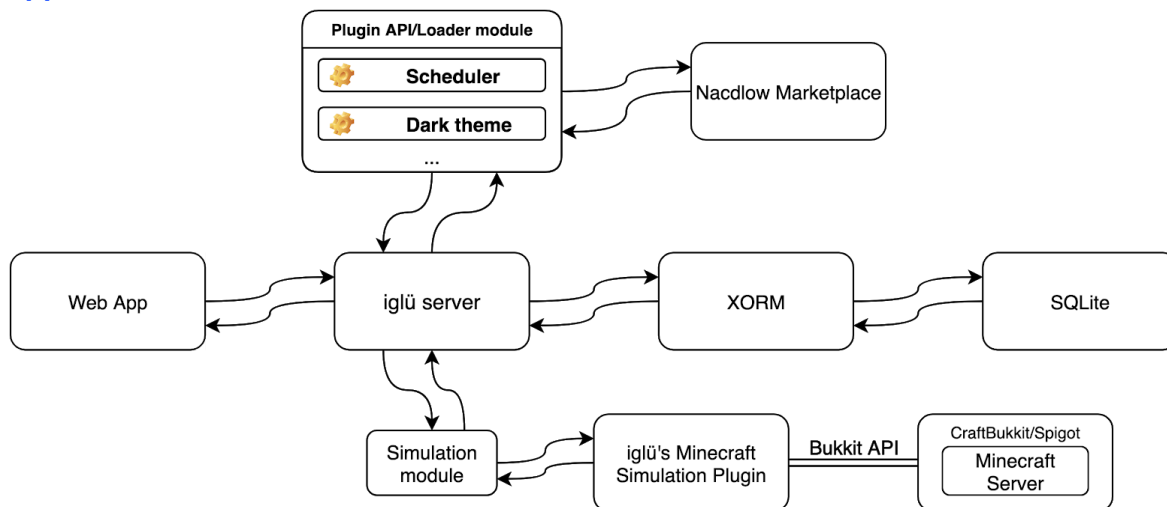 Plugin API/Loader module
Scheduler
Dark theme
...
Nacdlow Marketplace
Web App
iglü server
XORM
SQLite
Simulation
module
iglü's Minecraft
Simulation Plugin
Bukkit API
CraftBukkit/Spigot
Minecraft
Server